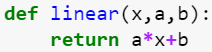 def linear(x,a,b):
    return a*x+b